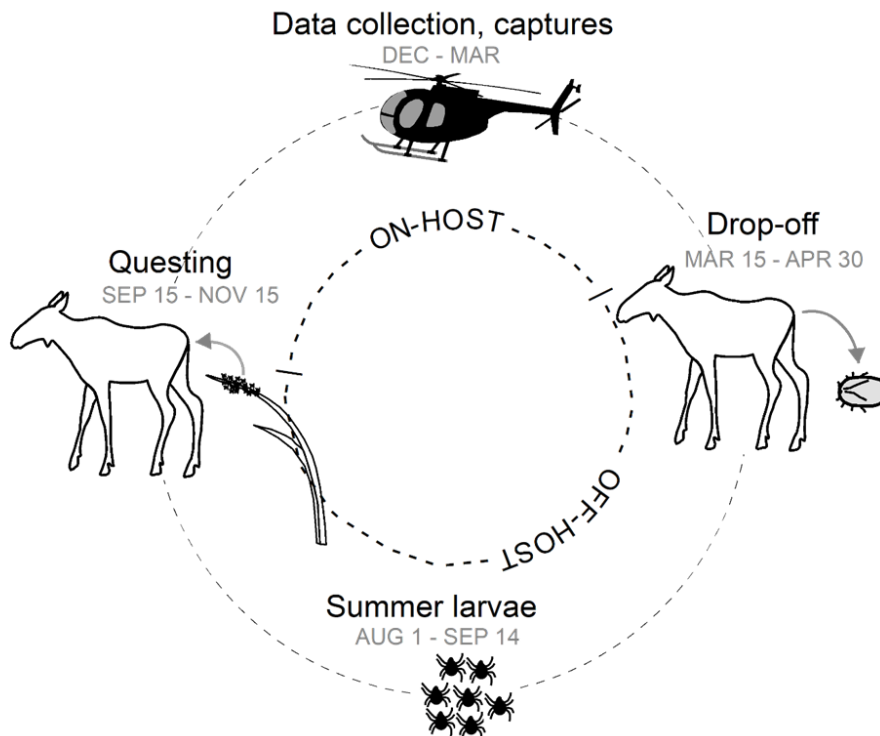 Data collection, captures
DEC - MAR
ON-HOST
Drop-off
MAR 15 - APR 30
Questing
SEP 15 - NOV 15
OFF-HOST
Summer larvae
AUG 1 - SEP 14